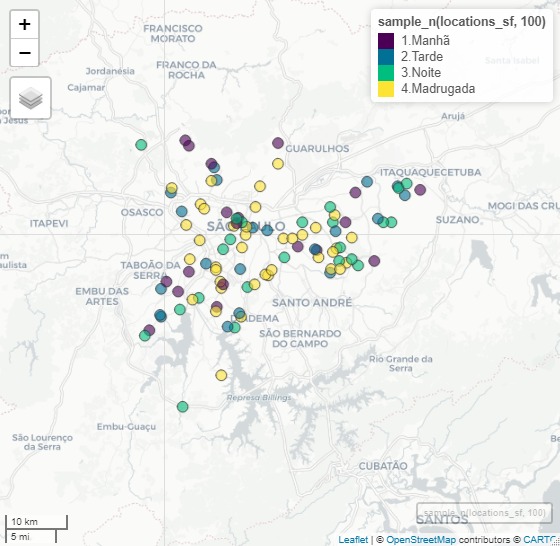 +
−
sample_n(locations_sf, 100)
1.Manhã
2.Tarde
3.Noite
4.Madrugada
FRANCISCO
MORATO
FRANCO DA
ROCHA
Jordanésia
Cajamar
Santa Isabel
Arujá
GUARULHOS
ITAQUAQUECETUBA
MOGI DAS CRU
OSASCO
SÃO PAULO
SUZANO
ITAPEVI
TABOÃO DA
SERRA
EMBU DAS
ARTES
SANTO ANDRÉ
DIADEMA
SÃO BERNARDO
DO CAMPO
Rio Grande da
Serra
Represa Billings
Embu-Guaçu
São Lourenço
da Serra
CUBATÃO
SANTOS
sample_n(locations_sf, 100)
10 km
5 mi
Leaflet | © OpenStreetMap contributors © CARTO